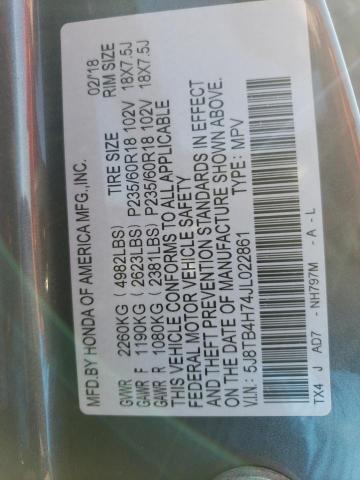 MFD.BY HONDA OF AMERICA MFG.,INC. 02/18
TIRE SIZE RIM SIZE
GVWR 2260KG ( 4982LBS)
GAWR F 1190KG ( 2623LBS) P235/60R18 102V 18X7.5J
GAWR R 1080KG ( 2381LBS) P235/60R18 102V 18X7.5J
THIS VEHICLE CONFORMS TO ALL APPLICABLE
FEDERAL MOTOR VEHICLE SAFETY
AND THEFT PREVENTION STANDARDS IN EFFECT
ON THE DATE OF MANUFACTURE SHOWN ABOVE.
V.I.N: 5J8TB4H74JL022861 TYPE: MPV
TX4 J AD7 - NH797M - A - L